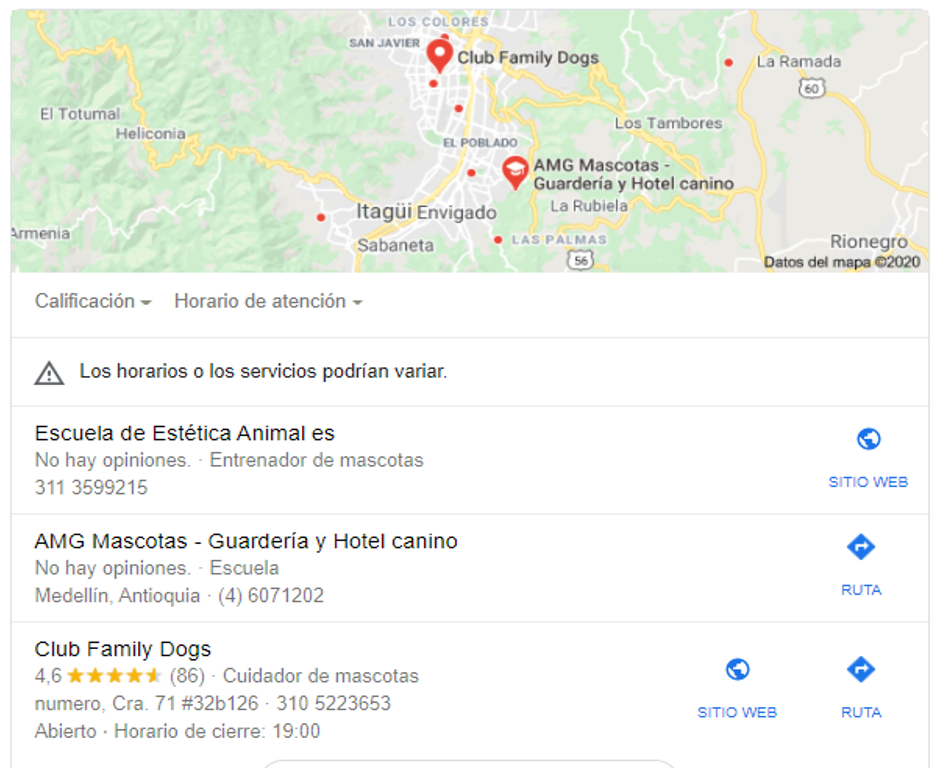 LOS COLORES
SAN JAVIER
Club Family Dogs
La Ramada
60
El Totumal
Heliconia
Los Tambores
EL POBLADO
AMG Mascotas -
Guardería y Hotel canino
La Rubiela
Itagüi Envigado
Armenia
Sabaneta
LAS PALMAS
Rionegro
56
Datos del mapa ©2020
Calificación Horario de atención
Los horarios o los servicios podrían variar.
Escuela de Estética Animal es
No hay opiniones. · Entrenador de mascotas
311 3599215
SITIO WEB
AMG Mascotas - Guardería y Hotel canino
No hay opiniones. · Escuela
Medellín, Antioquia · (4) 6071202
RUTA
Club Family Dogs
4,6 (86) · Cuidador de mascotas
numero, Cra. 71 #32b126 · 310 5223653
Abierto · Horario de cierre: 19:00
SITIO WEB RUTA